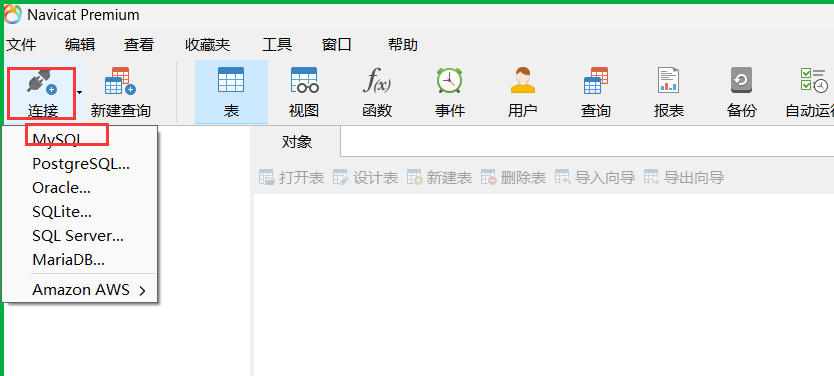 Navicat Premium
文件 编辑 查看 收藏夹 工具 窗口 帮助
连接 新建查询 表 视图 函数 事件 用户 查询 报表 备份 自动运行
MySQL
对象
PostgreSQL...
打开表 设计表 新建表 删除表 导入向导 导出向导
Oracle...
SQLite...
SQL Server...
MariaDB...
Amazon AWS